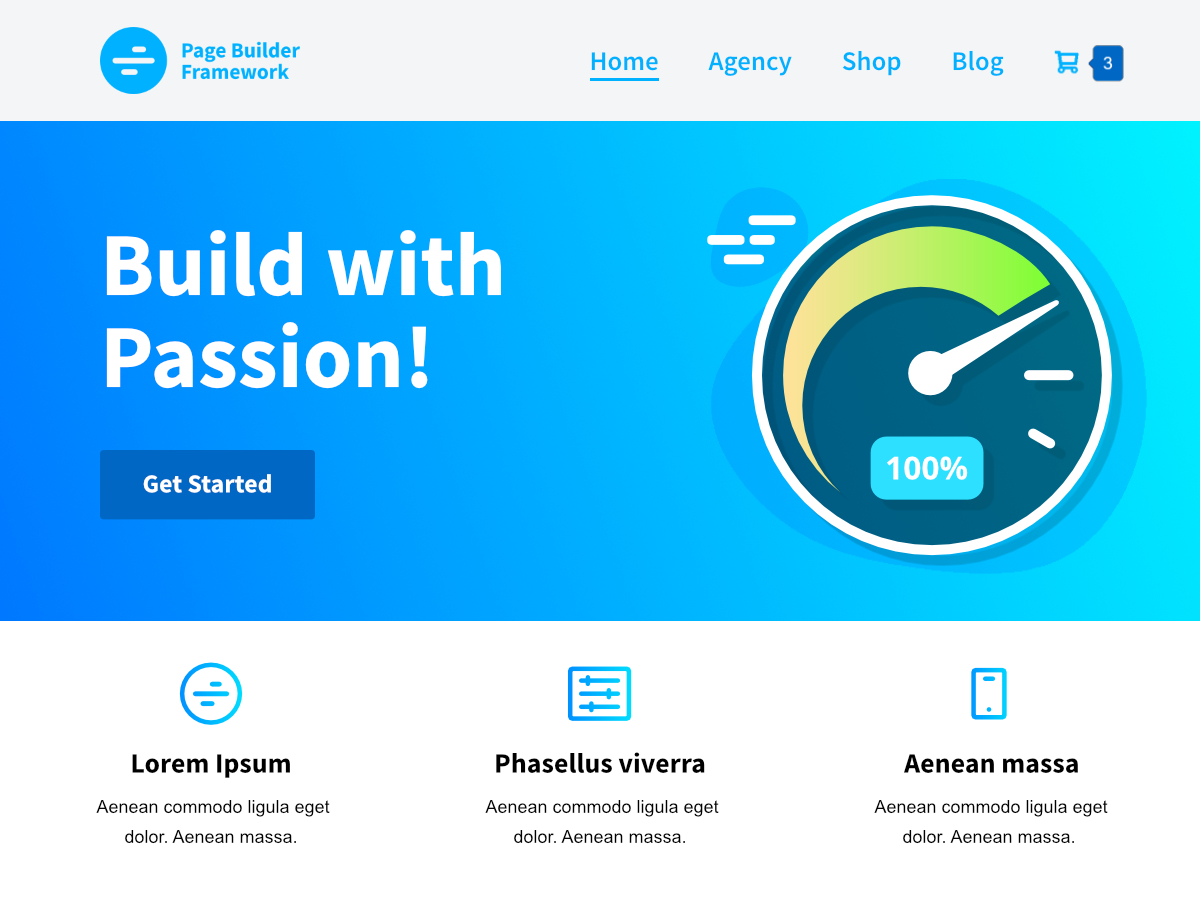 Page Builder
Framework
Home Agency Shop Blog 3
Build with
Passion!
Get Started
100%
Lorem Ipsum
Aenean commodo ligula eget
dolor. Aenean massa.
Phasellus viverra
Aenean commodo ligula eget
dolor. Aenean massa.
Aenean massa
Aenean commodo ligula eget
dolor. Aenean massa.